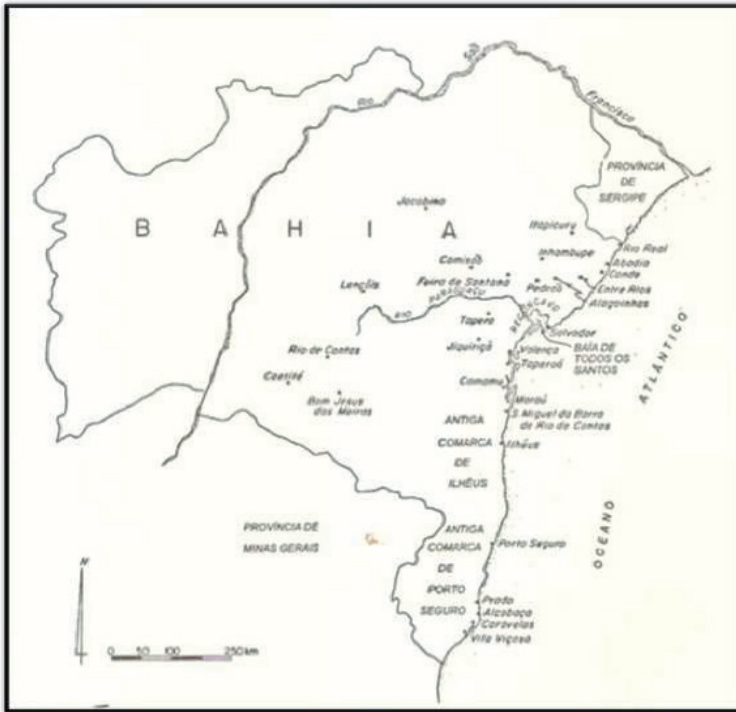 RIO
SÃO
Francisco
PROVÍNCIA
DE
SERGIPE
B A H I A
Jacobina
Itapicuru
Rio Real
Inhambupe
Abadia
Camisão
Conde
Lençóis
Feira de Santana
Pedrão
Entre Rios
Alagoinhas
RIO PARAGUAÇU
RECÔNCAVO
Tapera
Salvador
Jiquiriçá
Valença
BAÍA DE
TODOS OS
SANTOS
Taperoá
Rio de Contas
Caetité
Camamu
Bom Jesus
dos Meiras
Maraú
S. Miguel da Barra
do Rio de Contas
ANTIGA
COMARCA
DE
ILHÉUS
Ilhéus
OCEANO ATLÂNTICO
PROVÍNCIA DE
MINAS GERAIS
ANTIGA
COMARCA
DE
PORTO
SEGURO
Porto Seguro
Prado
Alcobaça
Caravelas
Vila Viçosa
N
0 50 100 250 km